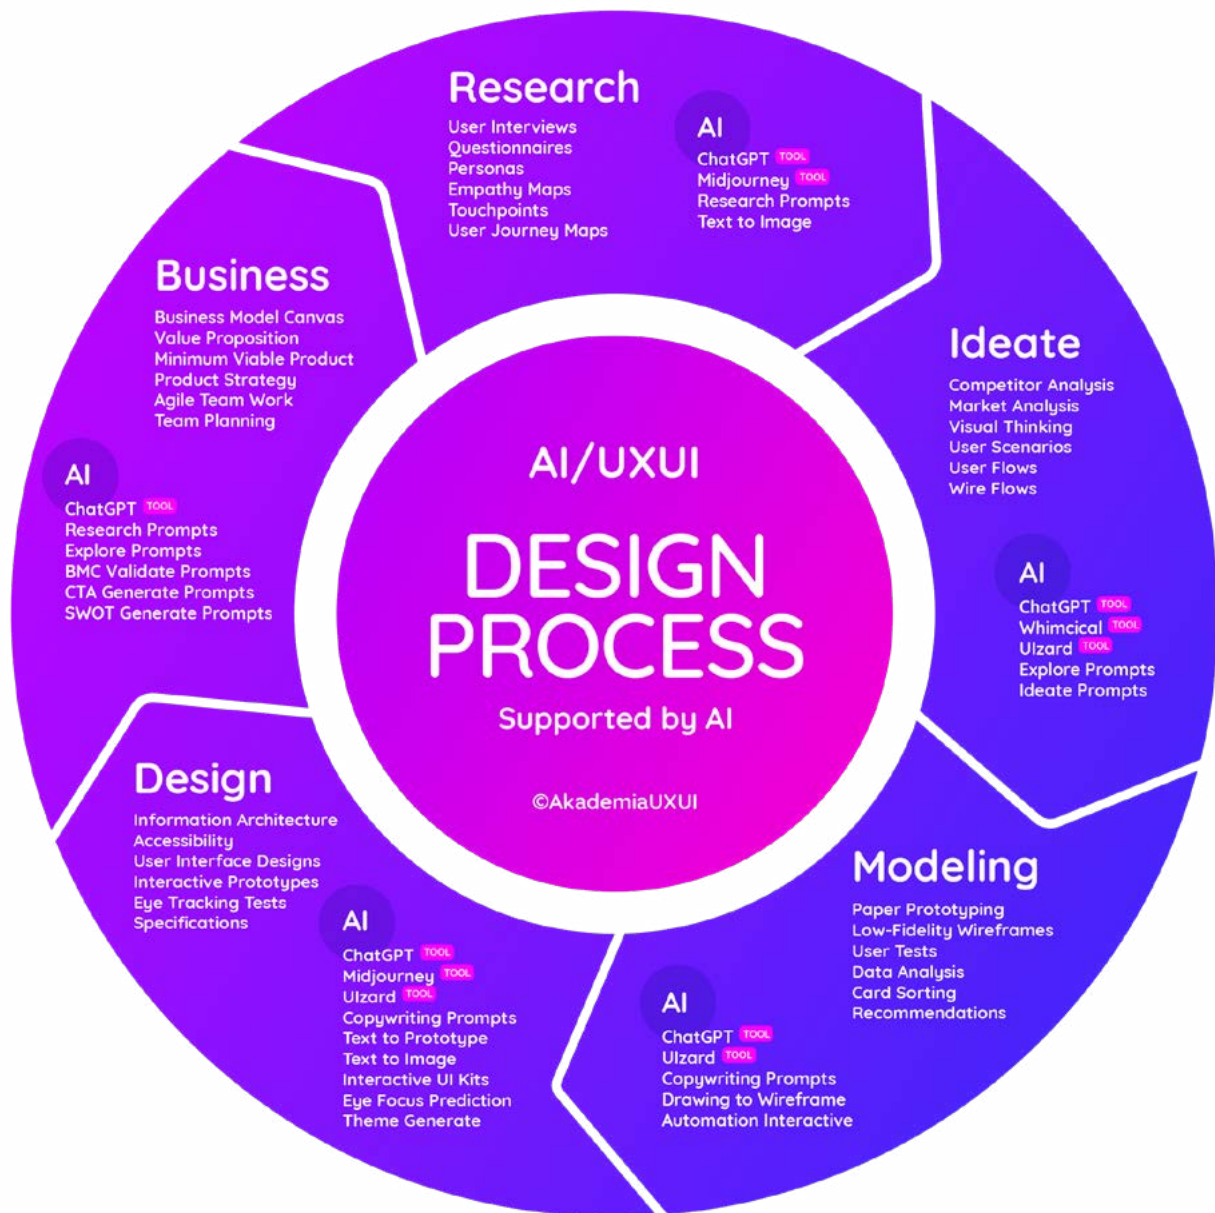 Research
User Interviews
Questionnaires
Personas
Empathy Maps
Touchpoints
User Journey Maps
AI
ChatGPT TOOL
Midjourney TOOL
Research Prompts
Text to Image
Ideate
Competitor Analysis
Market Analysis
Visual Thinking
User Scenarios
User Flows
Wire Flows
AI
ChatGPT TOOL
Whimcical TOOL
UIzard TOOL
Explore Prompts
Ideate Prompts
Modeling
Paper Prototyping
Low-Fidelity Wireframes
User Tests
Data Analysis
Card Sorting
Recommendations
AI
ChatGPT TOOL
UIzard TOOL
Copywriting Prompts
Drawing to Wireframe
Automation Interactive
Design
Information Architecture
Accessibility
User Interface Designs
Interactive Prototypes
Eye Tracking Tests
Specifications
AI
ChatGPT TOOL
Midjourney TOOL
UIzard TOOL
Copywriting Prompts
Text to Prototype
Text to Image
Interactive UI Kits
Eye Focus Prediction
Theme Generate
Business
Business Model Canvas
Value Proposition
Minimum Viable Product
Product Strategy
Agile Team Work
Team Planning
AI
ChatGPT TOOL
Research Prompts
Explore Prompts
BMC Validate Prompts
CTA Generate Prompts
SWOT Generate Prompts
AI/UXUI
DESIGN
PROCESS
Supported by AI
©AkademiaUXUI